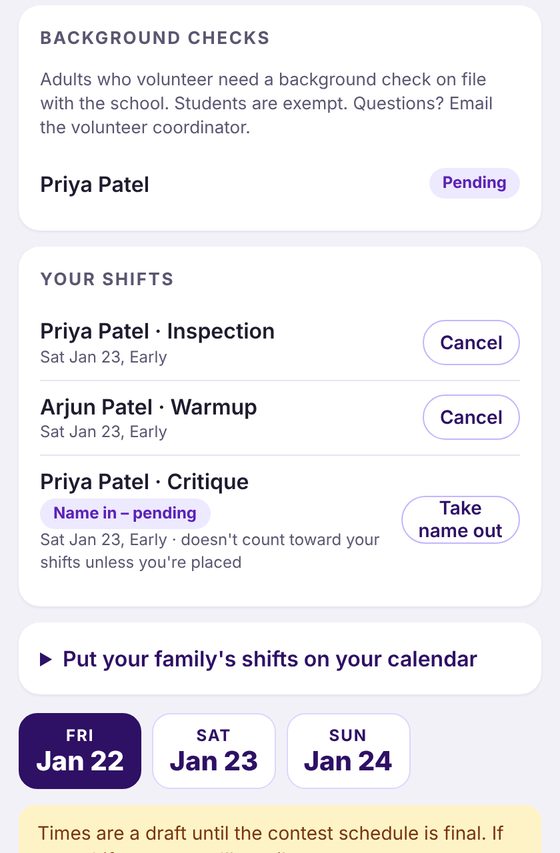 BACKGROUND CHECKS
Adults who volunteer need a background check on file
with the school. Students are exempt. Questions? Email
the volunteer coordinator.
Priya Patel
Pending
YOUR SHIFTS
Priya Patel · Inspection
Sat Jan 23, Early
Cancel
Arjun Patel · Warmup
Sat Jan 23, Early
Cancel
Priya Patel · Critique
Name in – pending
Sat Jan 23, Early · doesn't count toward your
shifts unless you're placed
Take
name out
Put your family's shifts on your calendar
FRI
Jan 22
SAT
Jan 23
SUN
Jan 24
Times are a draft until the contest schedule is final. If